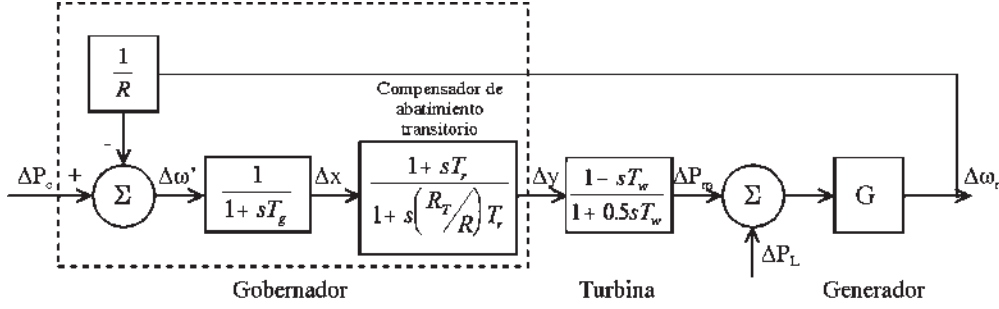 1
R
Compensador de
abatimiento
transitorio
-
ΔP_c + Σ Δω' 1 Δx 1 + sT_r Δy 1 − sT_w ΔP_m Σ G Δω_r
1 + sT_g 1 + s(R_T/R) T_r 1 + 0.5sT_w
ΔP_L
Gobernador Turbina Generador